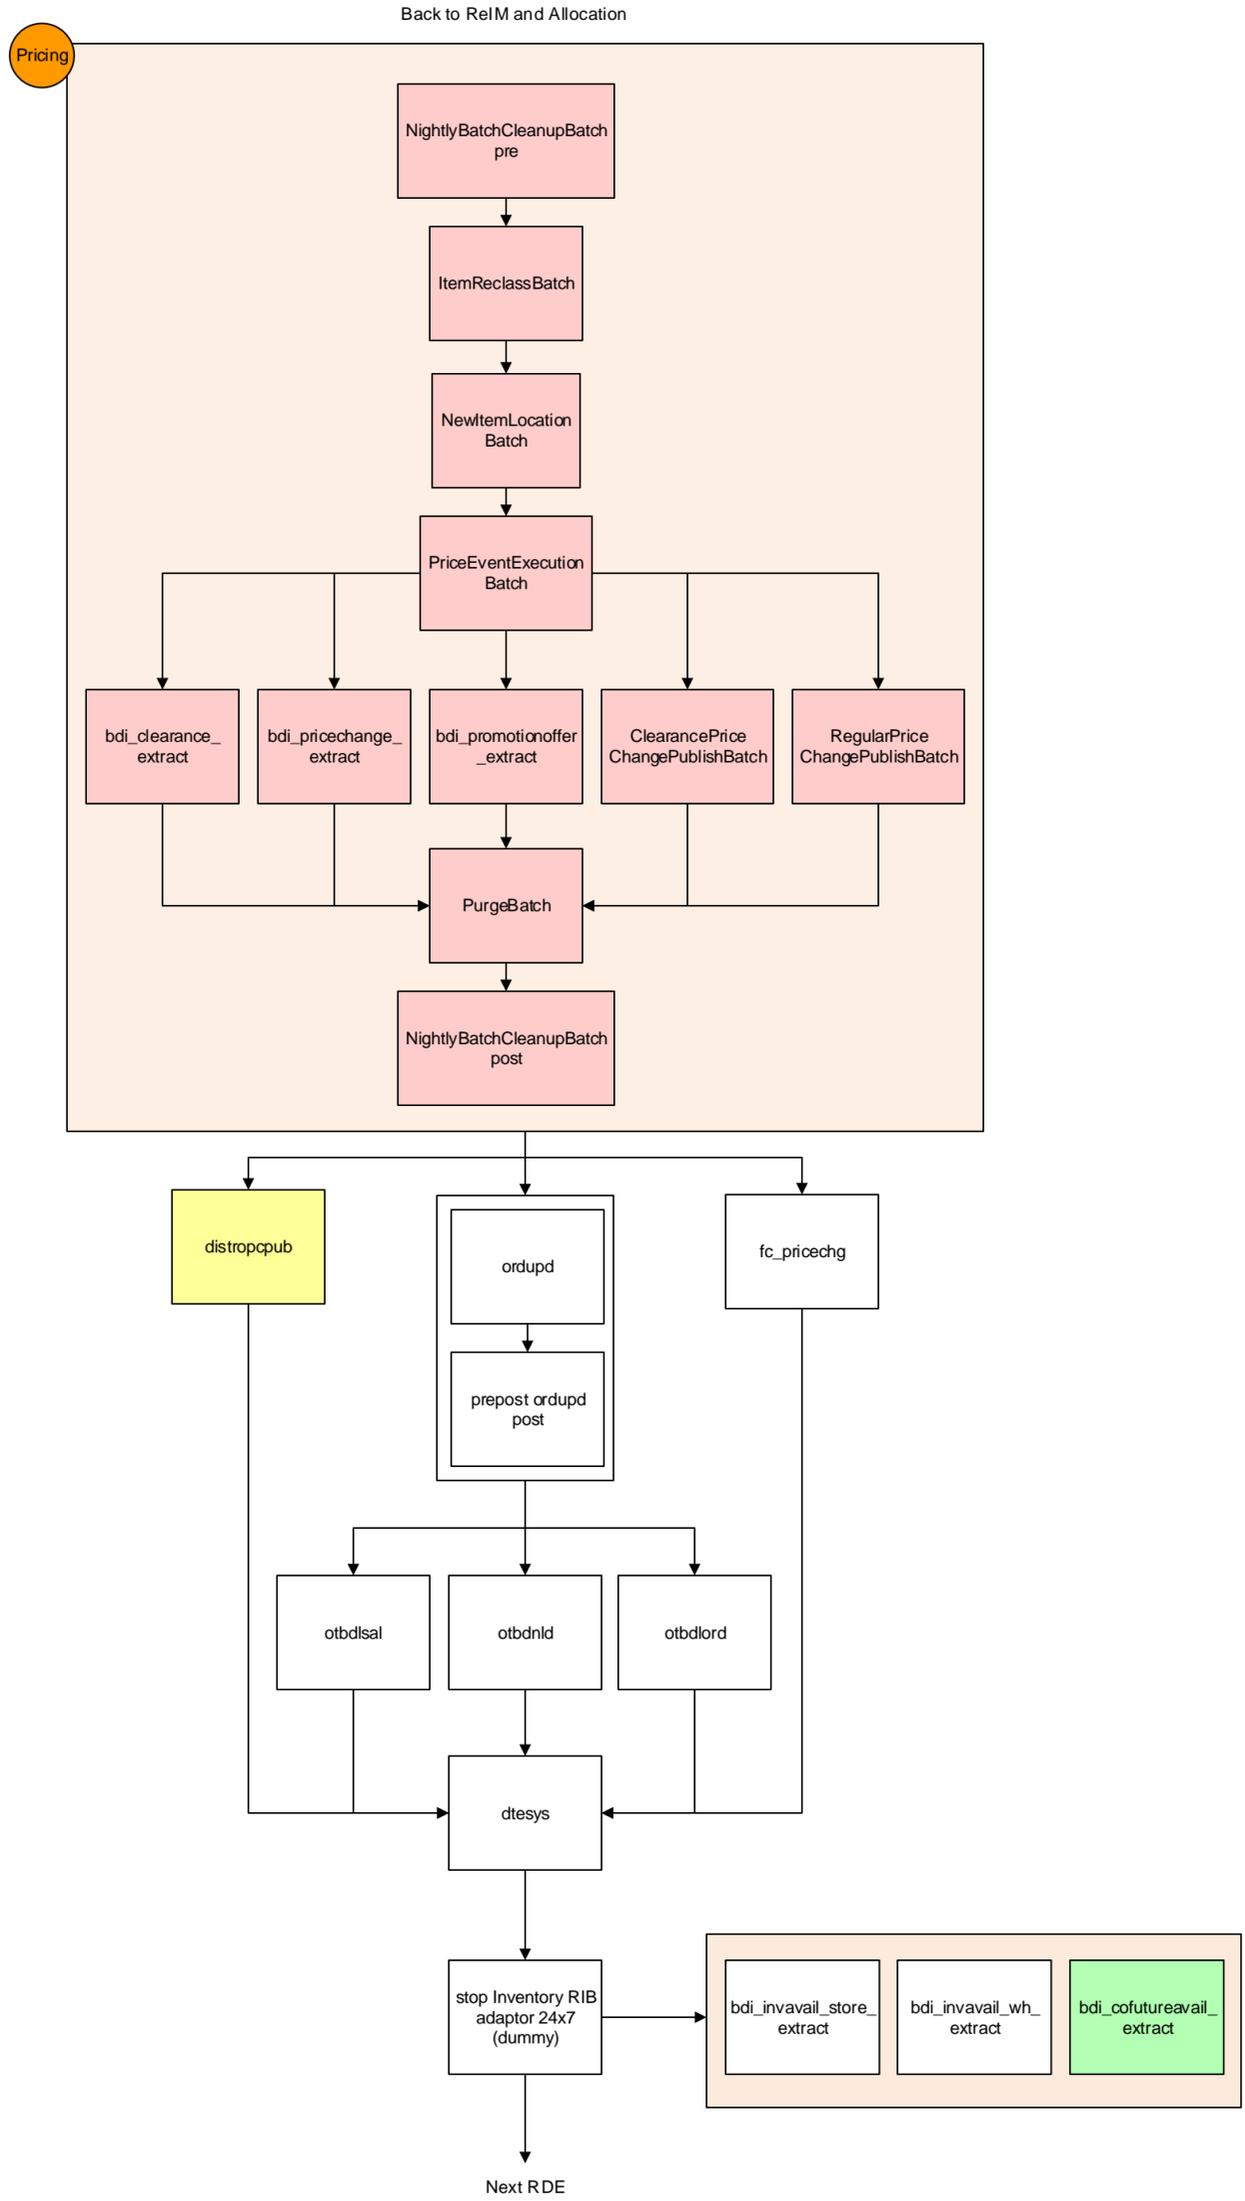 Back to ReIM and Allocation
Pricing
NightlyBatchCleanupBatch
pre
ItemReclassBatch
NewItemLocation
Batch
PriceEventExecution
Batch
bdi_clearance_
extract
bdi_pricechange_
extract
bdi_promotionoffer
_extract
ClearancePrice
ChangePublishBatch
RegularPrice
ChangePublishBatch
PurgeBatch
NightlyBatchCleanupBatch
post
distropcpub
ordupd
fc_pricechg
prepost ordupd
post
otbdlsal
otbdnld
otbdlord
dtesys
stop Inventory RIB
adaptor 24x7
(dummy)
bdi_invavail_store_
extract
bdi_invavail_wh_
extract
bdi_cofutureavail_
extract
Next RDE